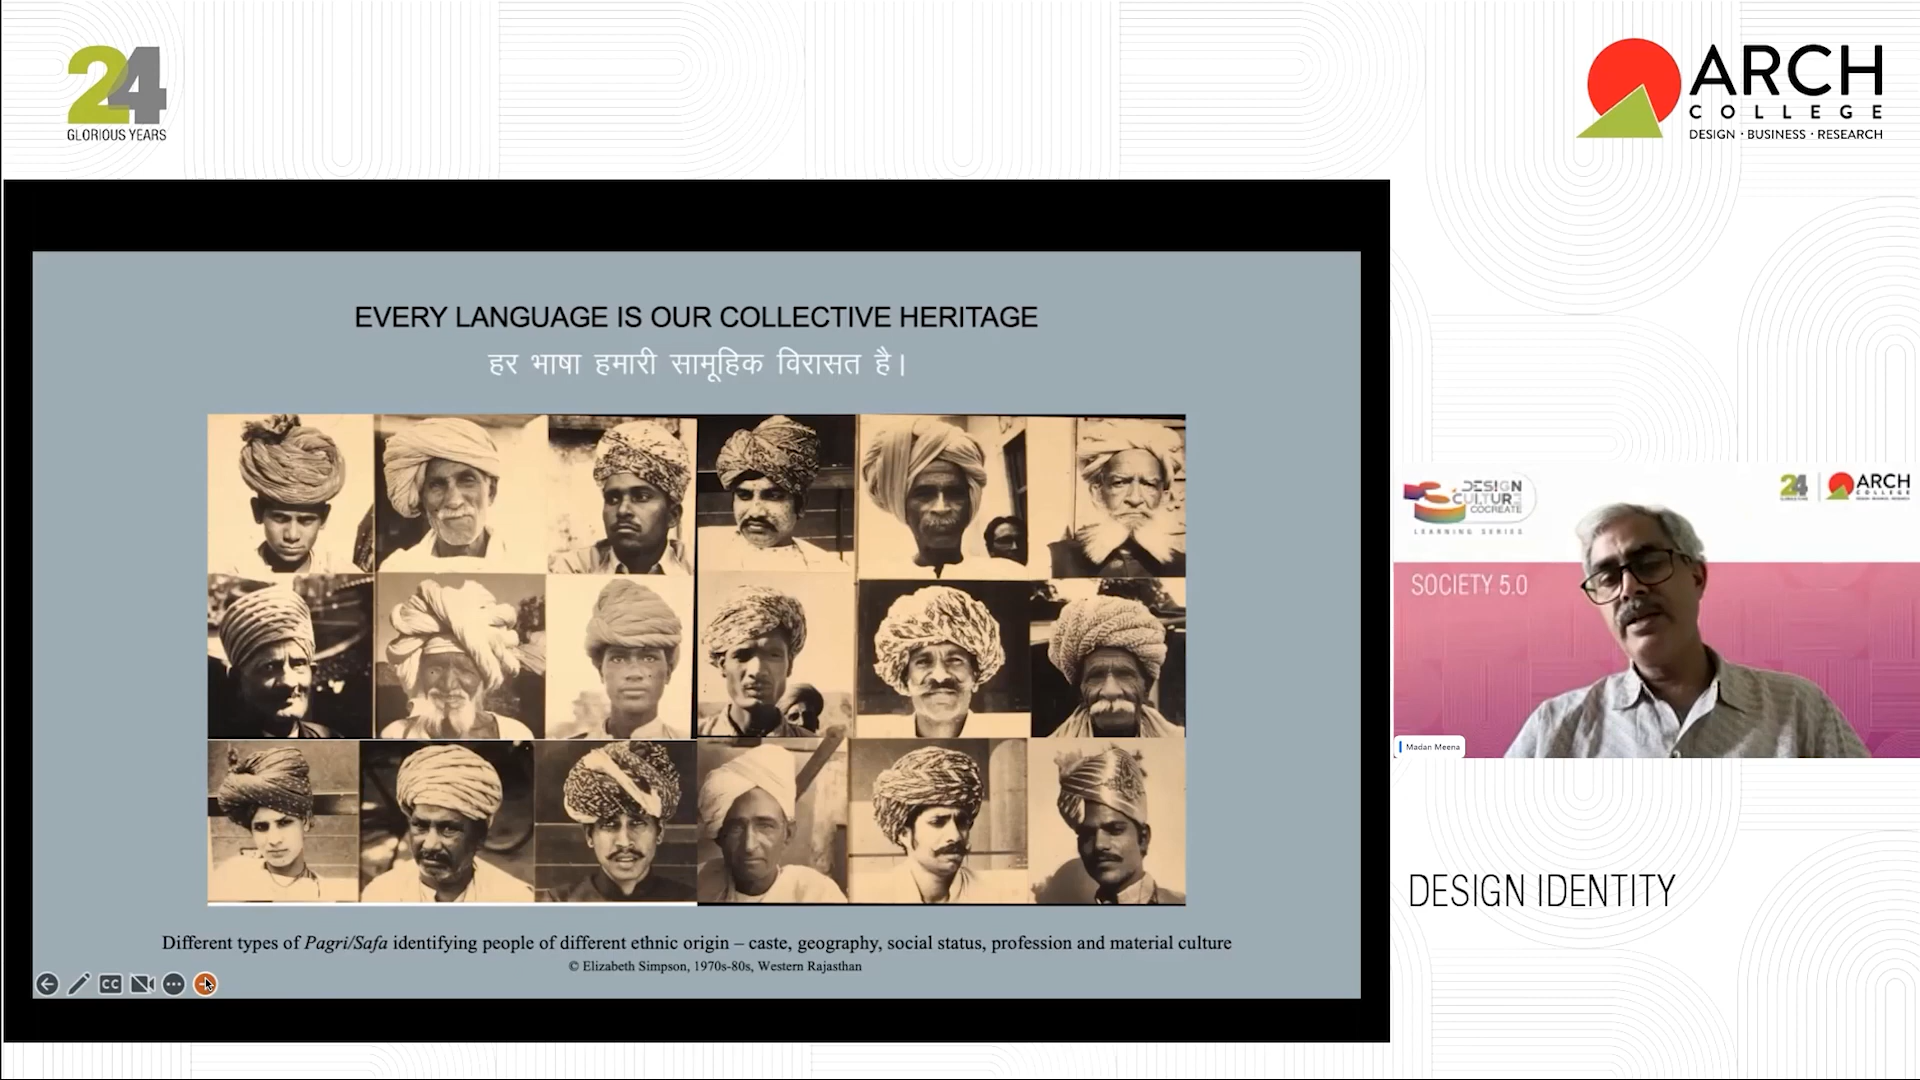 24
GLORIOUS YEARS
ARCH
COLLEGE
DESIGN · BUSINESS · RESEARCH
EVERY LANGUAGE IS OUR COLLECTIVE HERITAGE
हर भाषा हमारी सामूहिक विरासत है।
Different types of Pagri/Safa identifying people of different ethnic origin – caste, geography, social status, profession and material culture
© Elizabeth Simpson, 1970s-80s, Western Rajasthan
CC
DESIGN
CULTURE
COCREATE
LEARNING SERIES
24
ARCH
COLLEGE
SOCIETY 5.0
Madan Meena
DESIGN IDENTITY